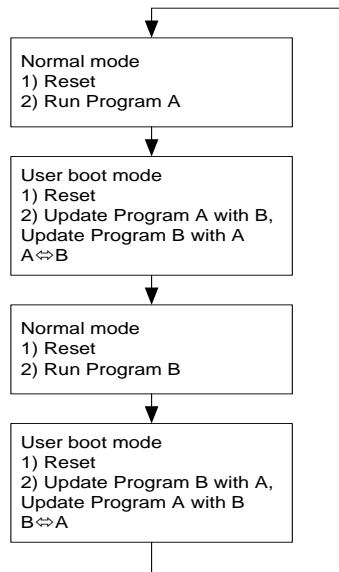 Normal mode
1) Reset
2) Run Program A
User boot mode
1) Reset
2) Update Program A with B,
Update Program B with A
A⇔B
Normal mode
1) Reset
2) Run Program B
User boot mode
1) Reset
2) Update Program B with A,
Update Program A with B
B⇔A